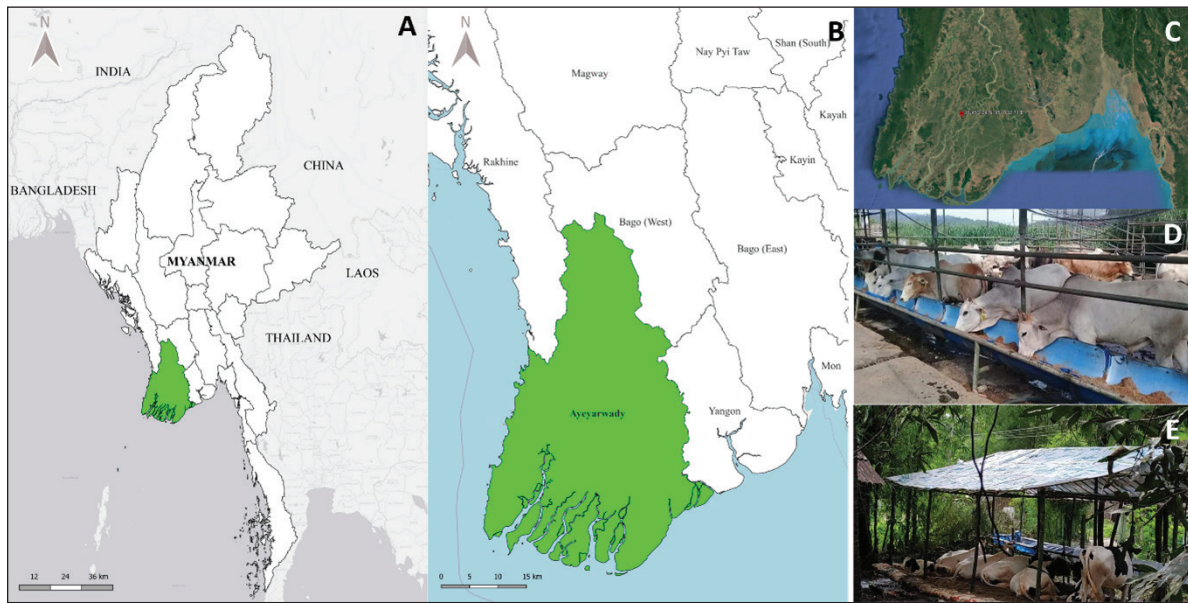 N
A
INDIA
CHINA
BANGLADESH
MYANMAR
LAOS
THAILAND
12 24 36 km
N
B
Shan (South)
Nay Pyi Taw
Magway
Kayah
Rakhine
Kayin
Bago (West)
Bago (East)
Mon
Ayeyarwady
Yangon
0 5 10 15 km
C
D
E